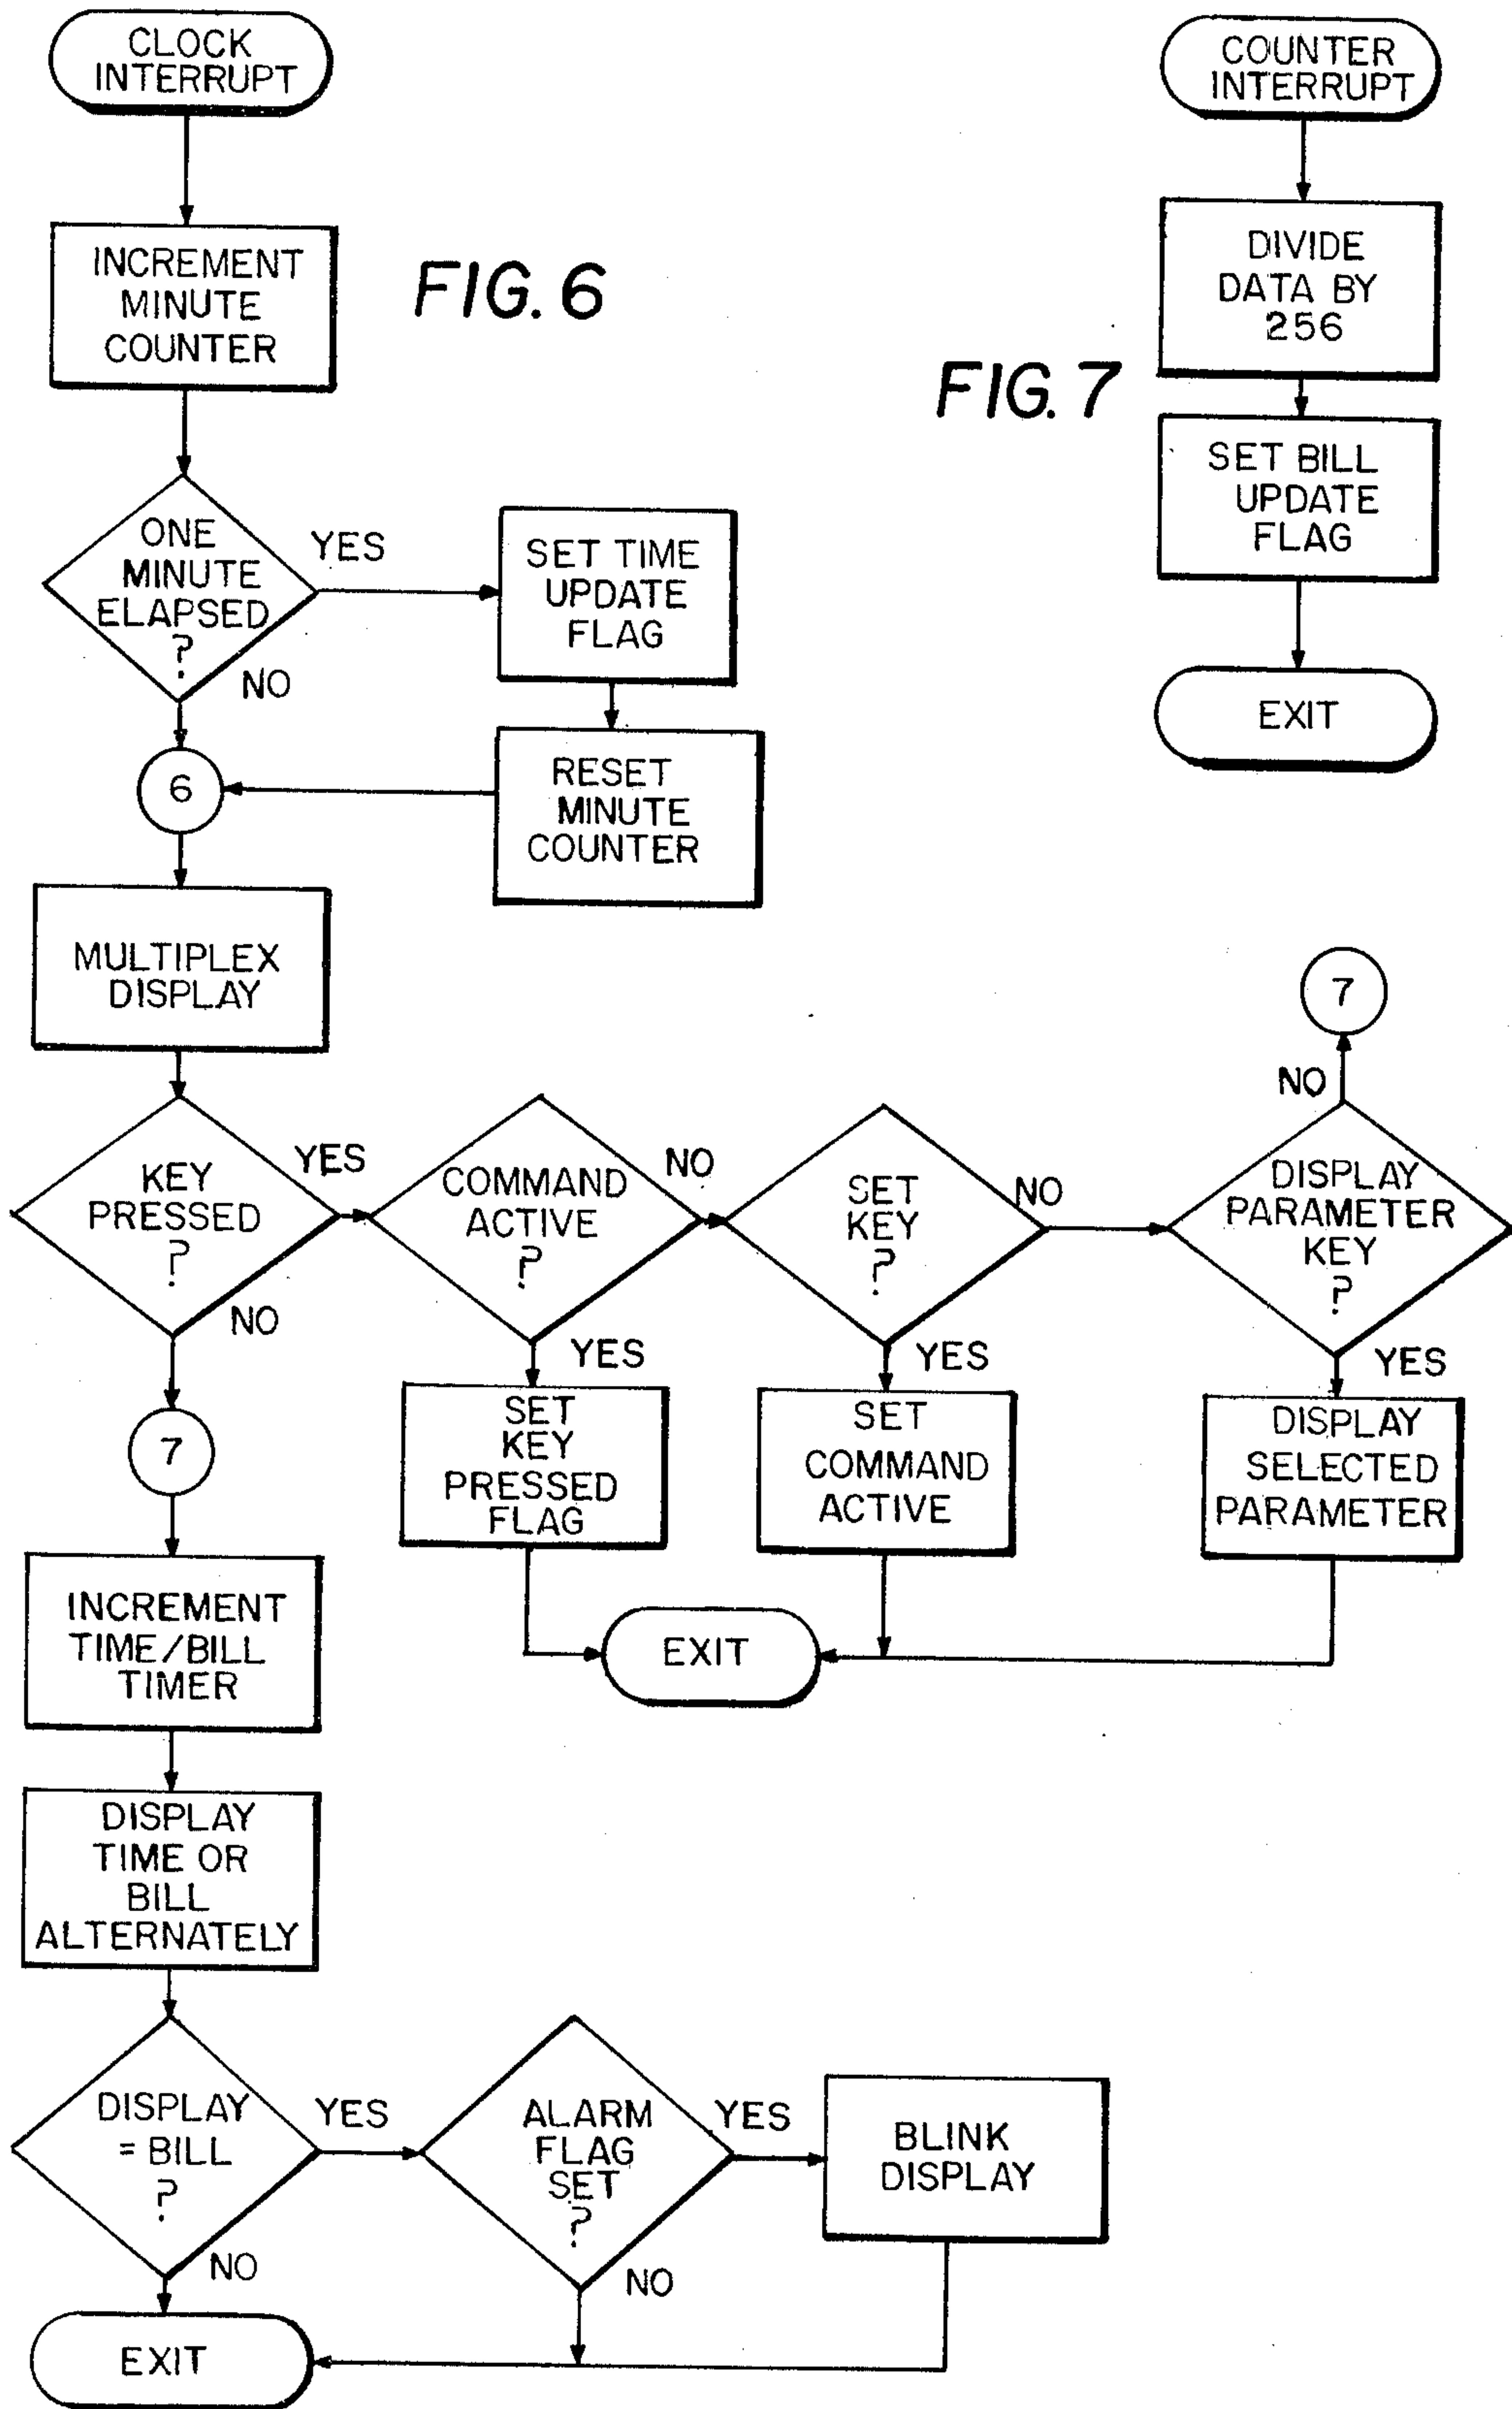 CLOCK
INTERRUPT
INCREMENT
MINUTE
COUNTER
FIG. 6
ONE
MINUTE
ELAPSED
?
YES
NO
SET TIME
UPDATE
FLAG
RESET
MINUTE
COUNTER
6
MULTIPLEX
DISPLAY
KEY
PRESSED
?
YES
NO
COMMAND
ACTIVE
?
NO
YES
SET
KEY
?
NO
YES
DISPLAY
PARAMETER
KEY
?
NO
7
YES
SET
KEY
PRESSED
FLAG
SET
COMMAND
ACTIVE
DISPLAY
SELECTED
PARAMETER
EXIT
7
INCREMENT
TIME/BILL
TIMER
DISPLAY
TIME OR
BILL
ALTERNATELY
DISPLAY
= BILL
?
YES
NO
ALARM
FLAG
SET
?
YES
NO
BLINK
DISPLAY
EXIT
COUNTER
INTERRUPT
DIVIDE
DATA BY
256
FIG. 7
SET BILL
UPDATE
FLAG
EXIT